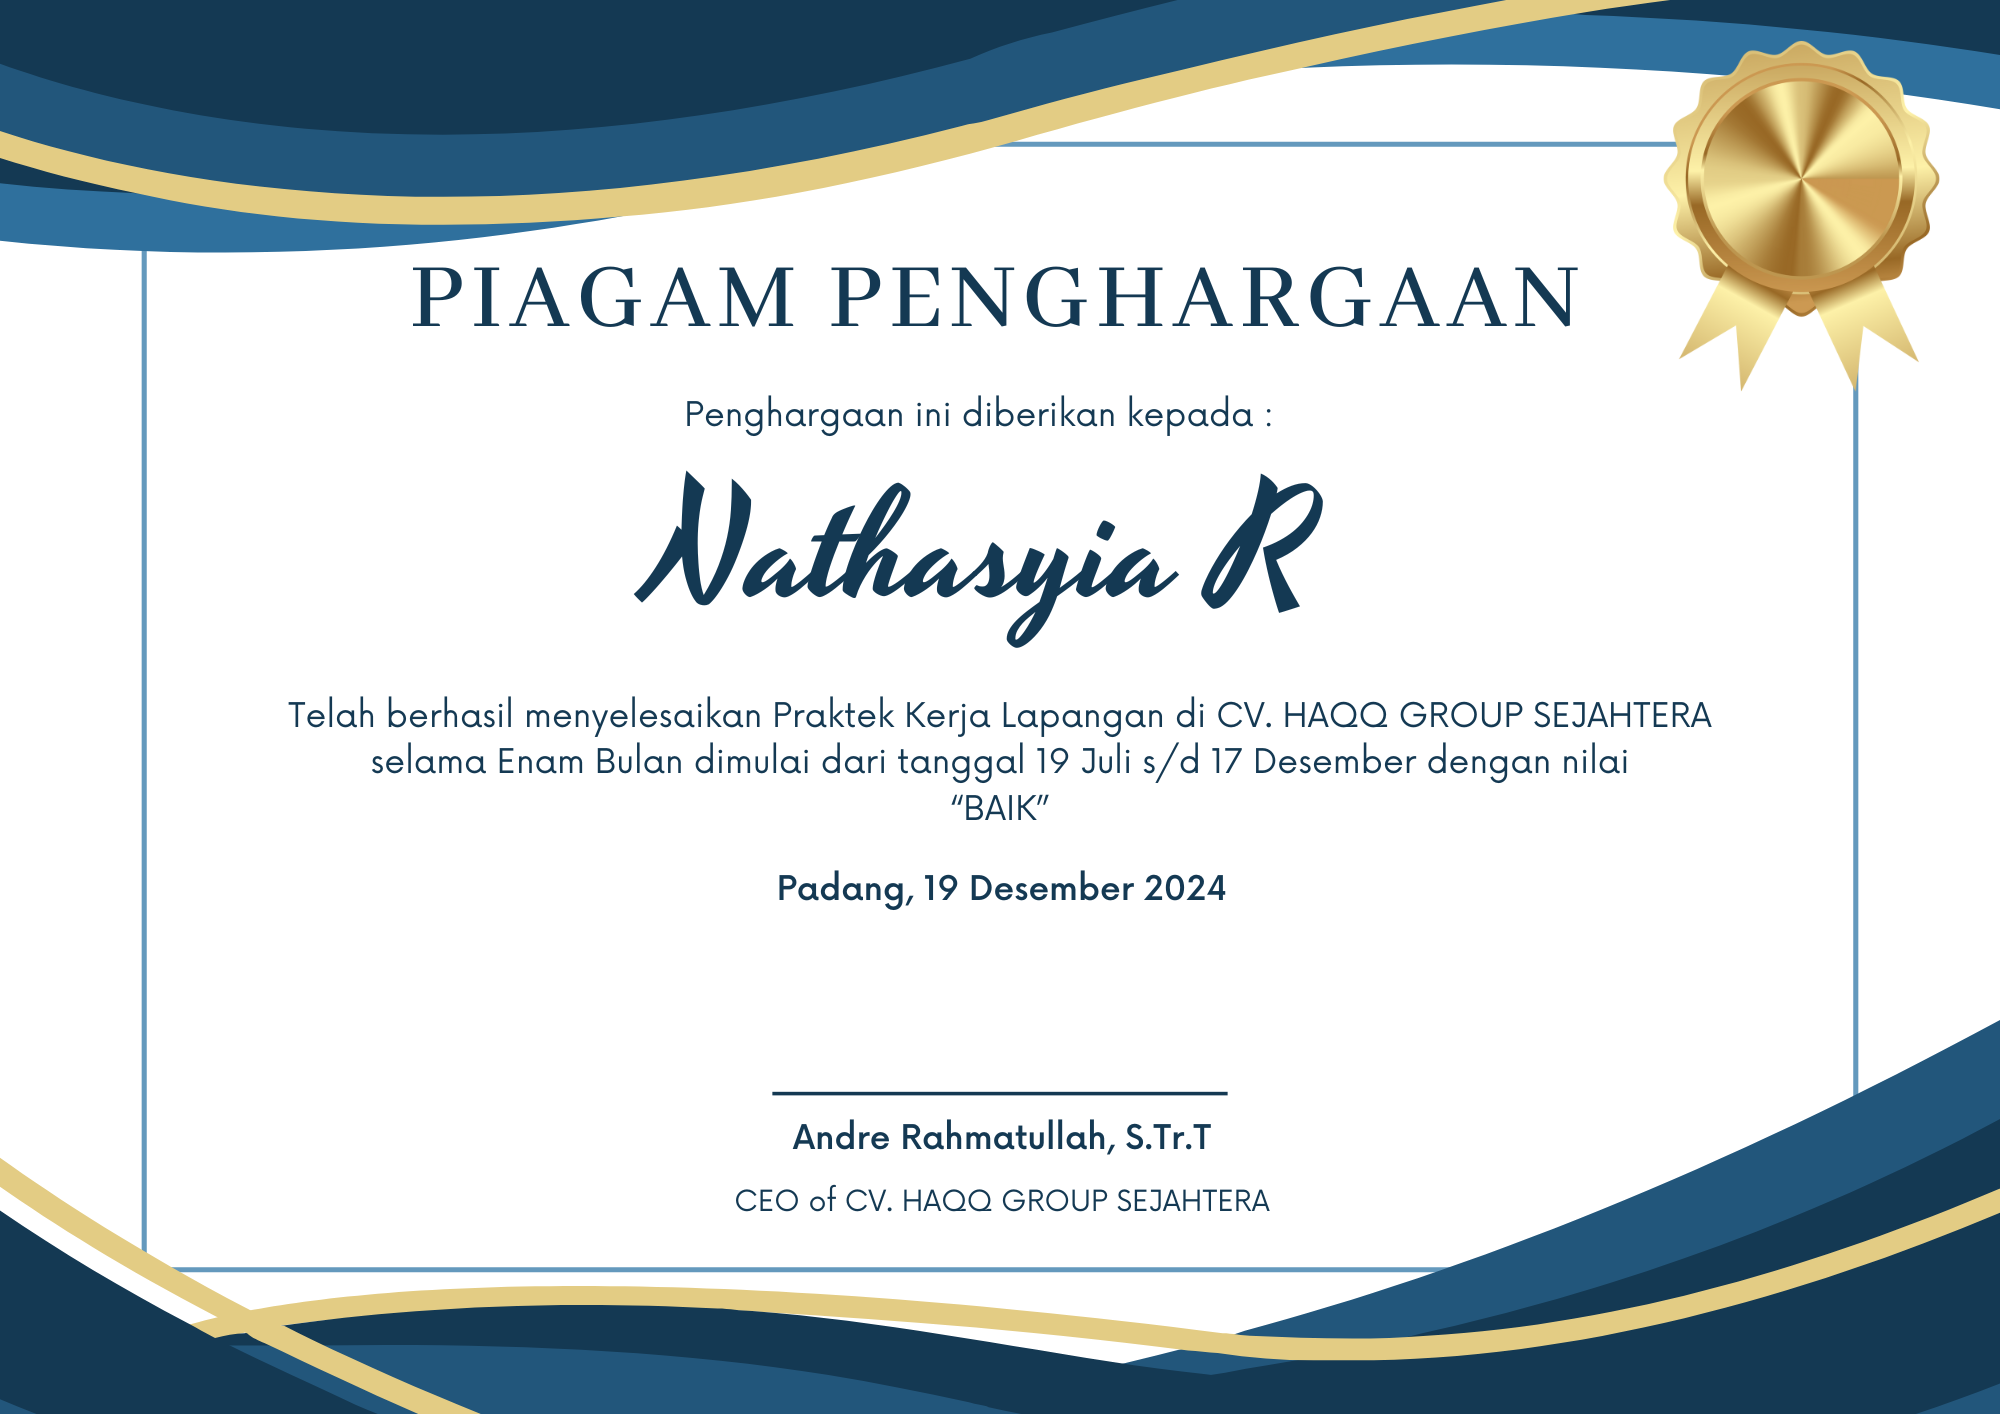 PIAGAM PENGHARGAAN
Penghargaan ini diberikan kepada :
Nathasyia R
Telah berhasil menyelesaikan Praktek Kerja Lapangan di CV. HAQQ GROUP SEJAHTERA
selama Enam Bulan dimulai dari tanggal 19 Juli s/d 17 Desember dengan nilai
“BAIK”
Padang, 19 Desember 2024
Andre Rahmatullah, S.Tr.T
CEO of CV. HAQQ GROUP SEJAHTERA